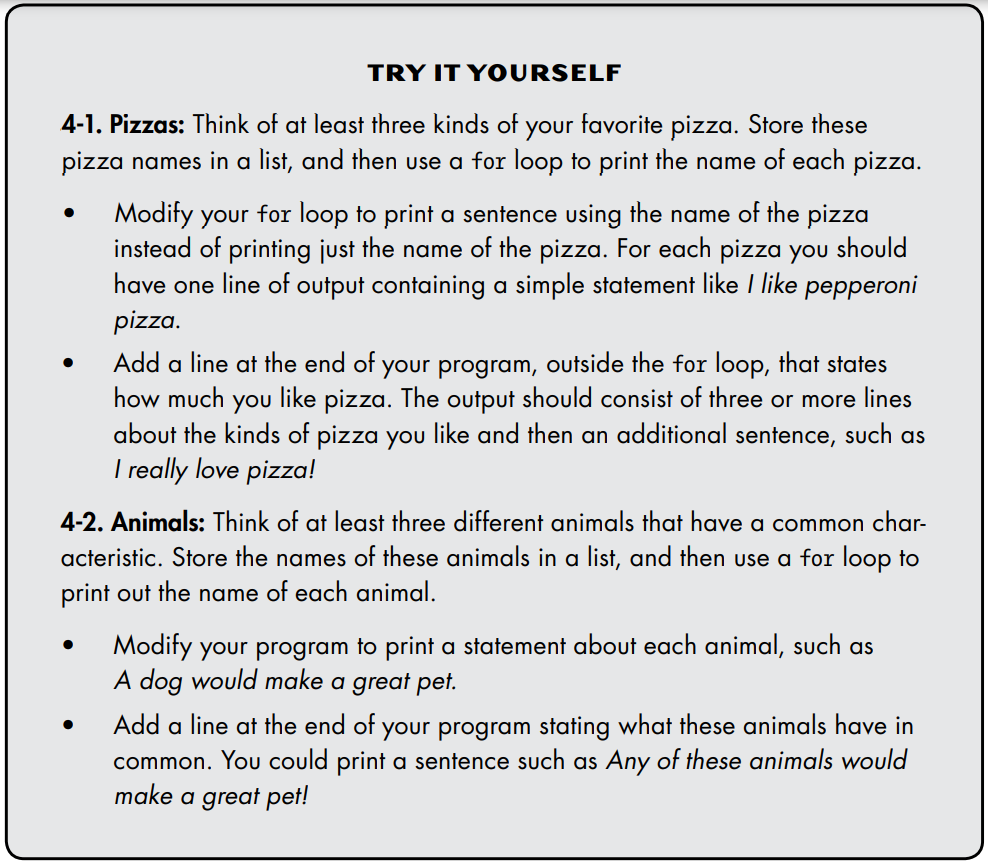 TRY IT YOURSELF
4-1. Pizzas: Think of at least three kinds of your favorite pizza. Store these
pizza names in a list, and then use a for loop to print the name of each pizza.
• Modify your for loop to print a sentence using the name of the pizza
instead of printing just the name of the pizza. For each pizza you should
have one line of output containing a simple statement like I like pepperoni
pizza.
• Add a line at the end of your program, outside the for loop, that states
how much you like pizza. The output should consist of three or more lines
about the kinds of pizza you like and then an additional sentence, such as
I really love pizza!
4-2. Animals: Think of at least three different animals that have a common char-
acteristic. Store the names of these animals in a list, and then use a for loop to
print out the name of each animal.
• Modify your program to print a statement about each animal, such as
A dog would make a great pet.
• Add a line at the end of your program stating what these animals have in
common. You could print a sentence such as Any of these animals would
make a great pet!